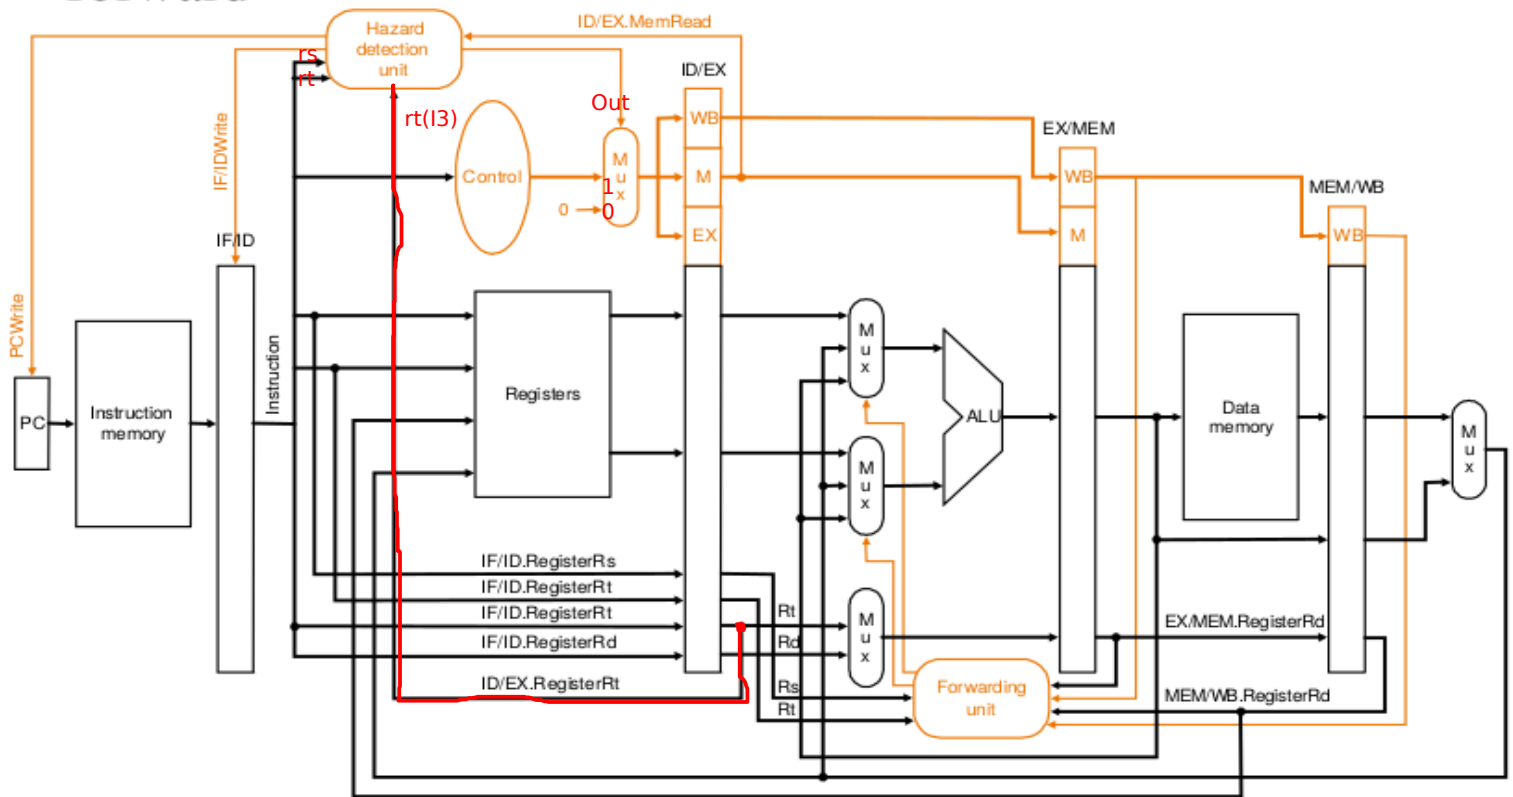 Hazard
detection
unit
ID/EX.MemRead
rs
rt
rt(I3)
Out
ID/EX
EX/MEM
MEM/WB
IF/IDWrite
PCWrite
IF/ID
Control
M
u
x
1
0
0
WB
M
EX
WB
M
WB
PC
Instruction
memory
Instruction
Registers
M
u
x
M
u
x
M
u
x
ALU
Data
memory
M
u
x
IF/ID.RegisterRs
IF/ID.RegisterRt
IF/ID.RegisterRt
IF/ID.RegisterRd
ID/EX.RegisterRt
Rt
Rd
Rs
Rt
Forwarding
unit
EX/MEM.RegisterRd
MEM/WB.RegisterRd